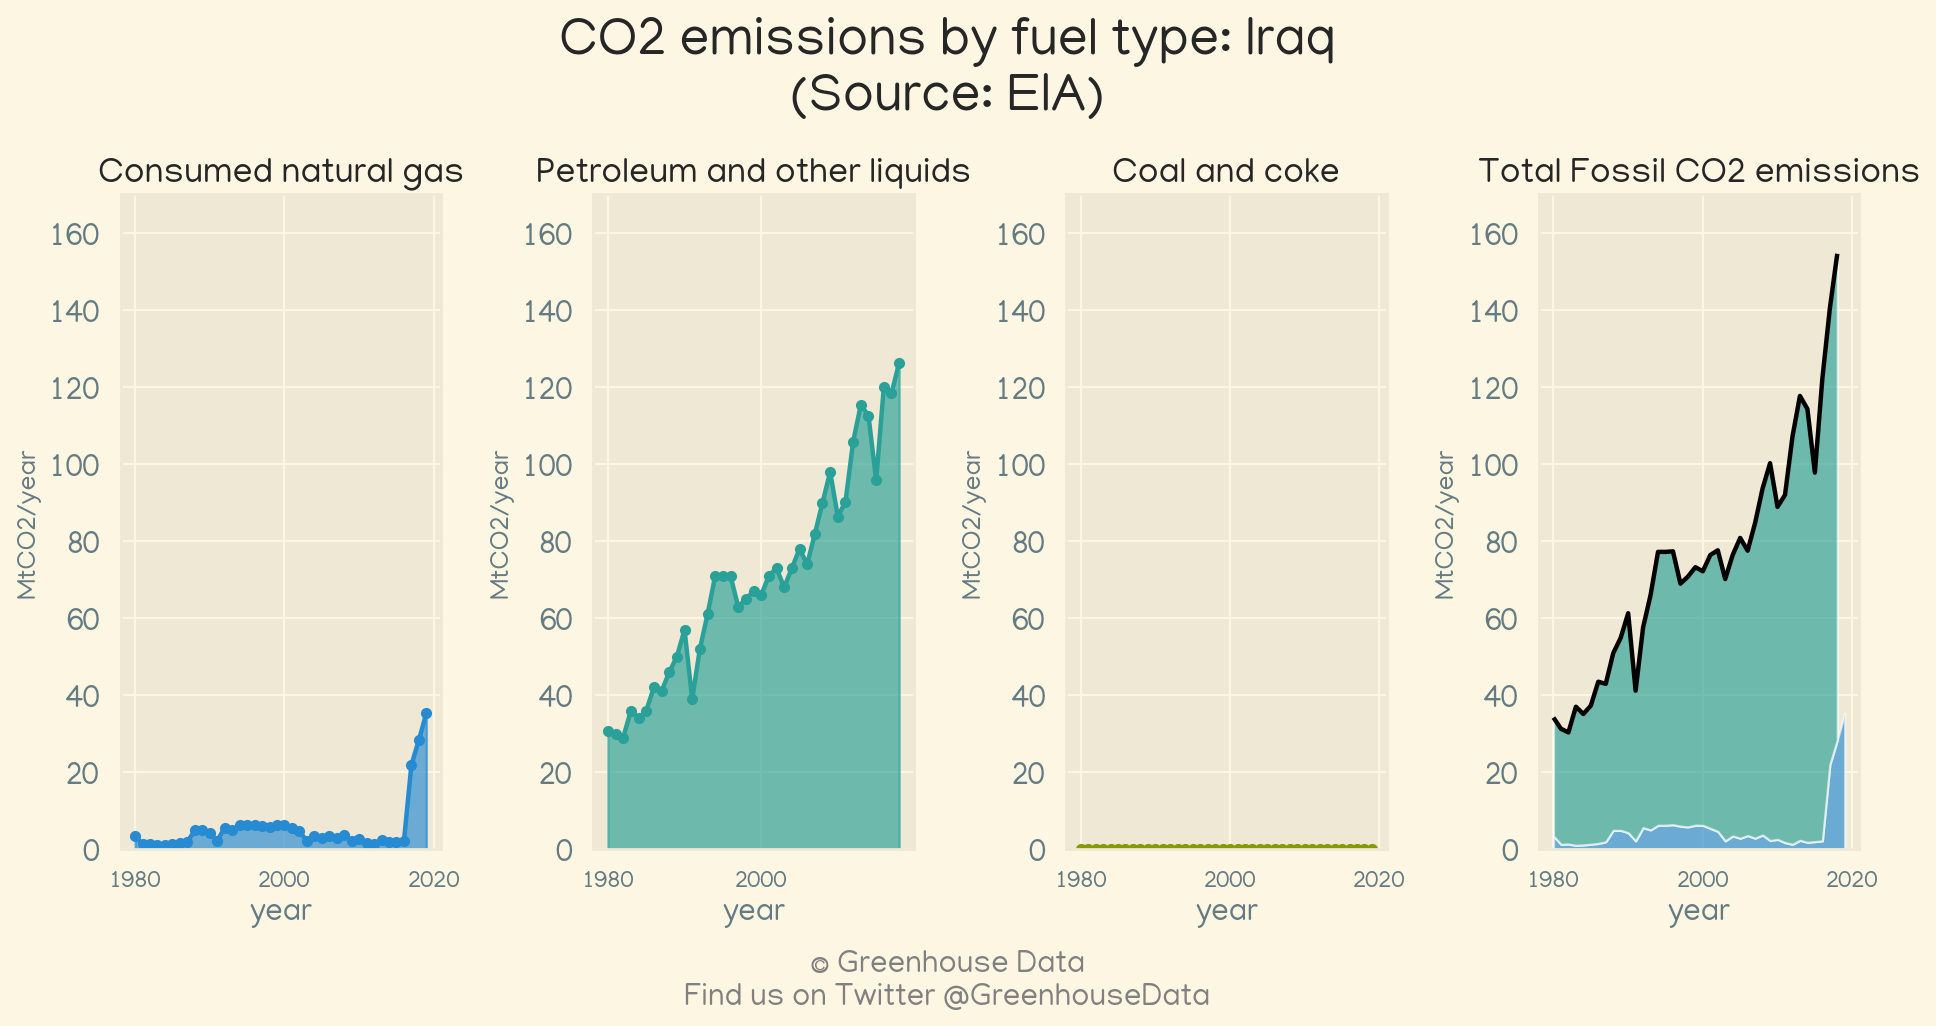 CO2 emissions by fuel type: Iraq
(Source: EIA)
Consumed natural gas
Petroleum and other liquids
Coal and coke
Total Fossil CO2 emissions
MtCO2/year
160
140
120
100
80
60
40
20
0
1980
2000
2020
year
MtCO2/year
160
140
120
100
80
60
40
20
0
1980
2000
year
MtCO2/year
160
140
120
100
80
60
40
20
0
1980
2000
2020
year
MtCO2/year
160
140
120
100
80
60
40
20
0
1980
2000
2020
year
© Greenhouse Data
Find us on Twitter @GreenhouseData